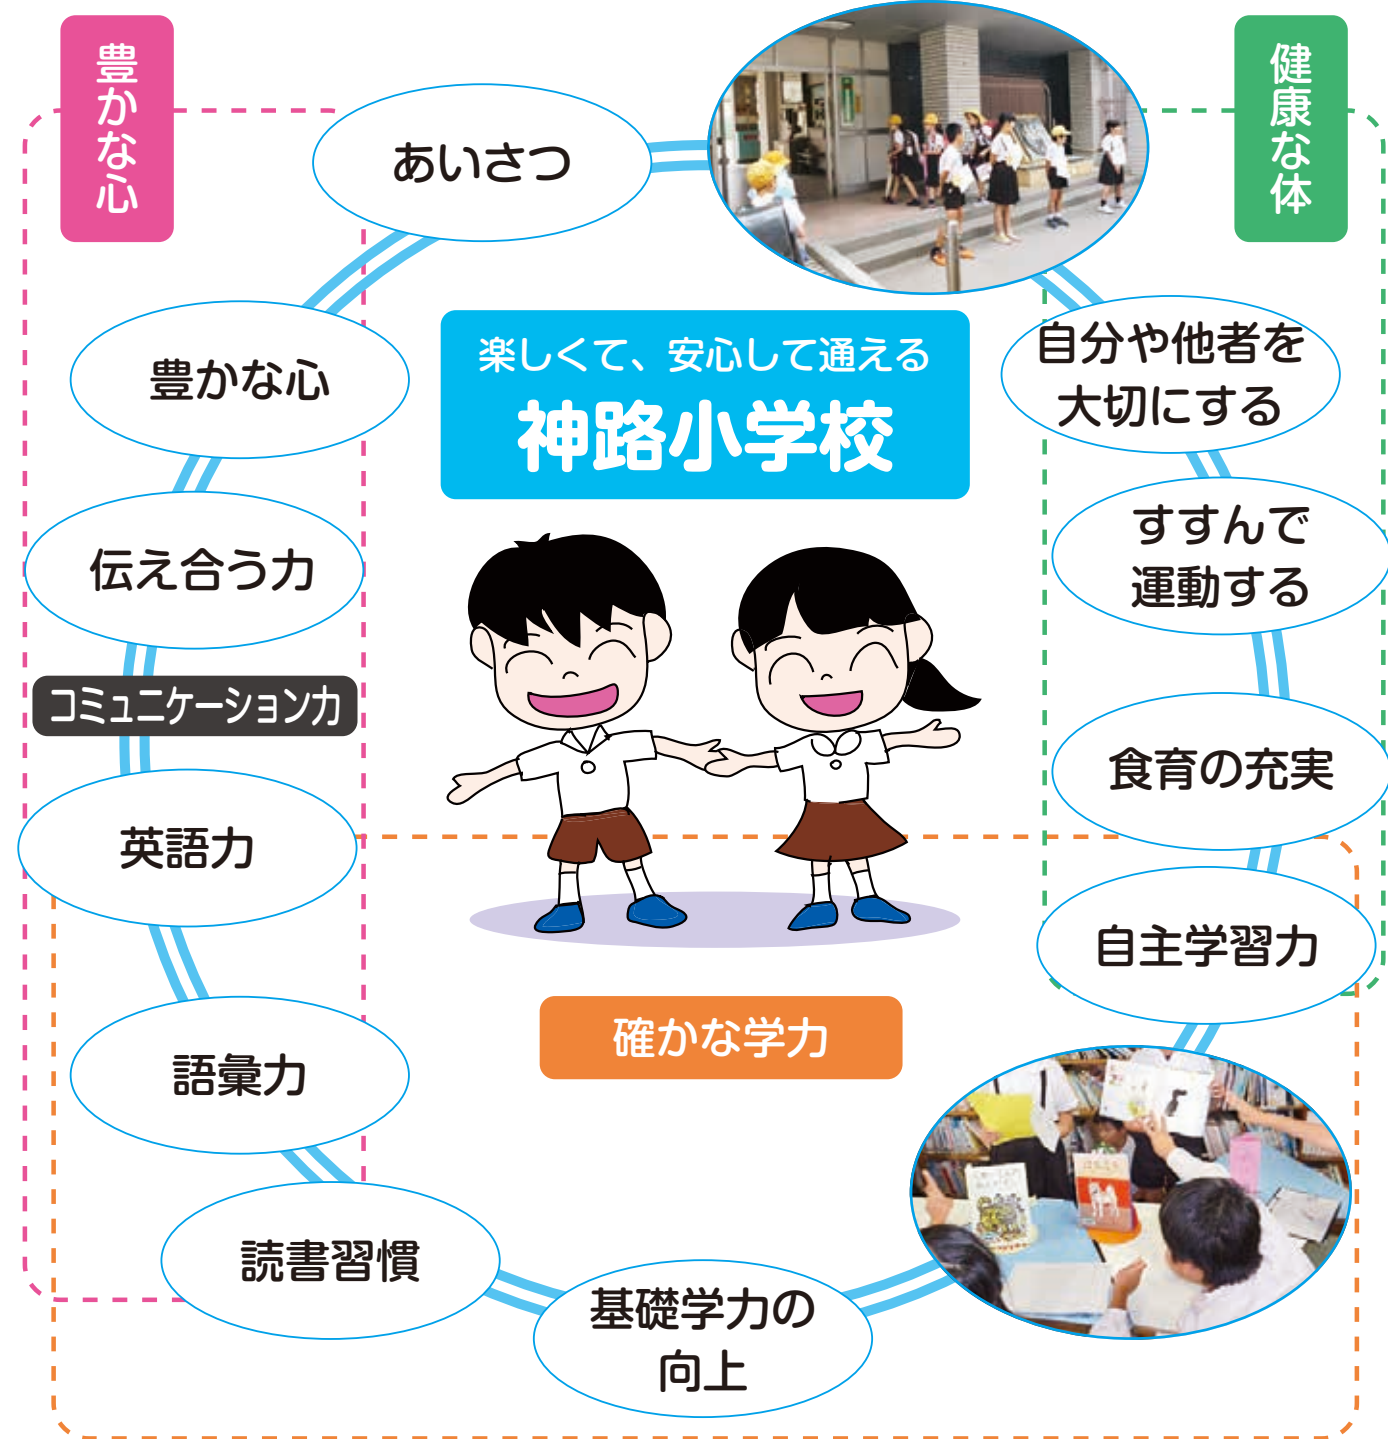 豊かな心
健康な体
あいさつ
豊かな心
楽しくて、安心して通える
神路小学校
自分や他者を
大切にする
すすんで
運動する
伝え合う力
コミュニケーション力
食育の充実
英語力
自主学習力
確かな学力
語彙力
読書習慣
基礎学力の
向上